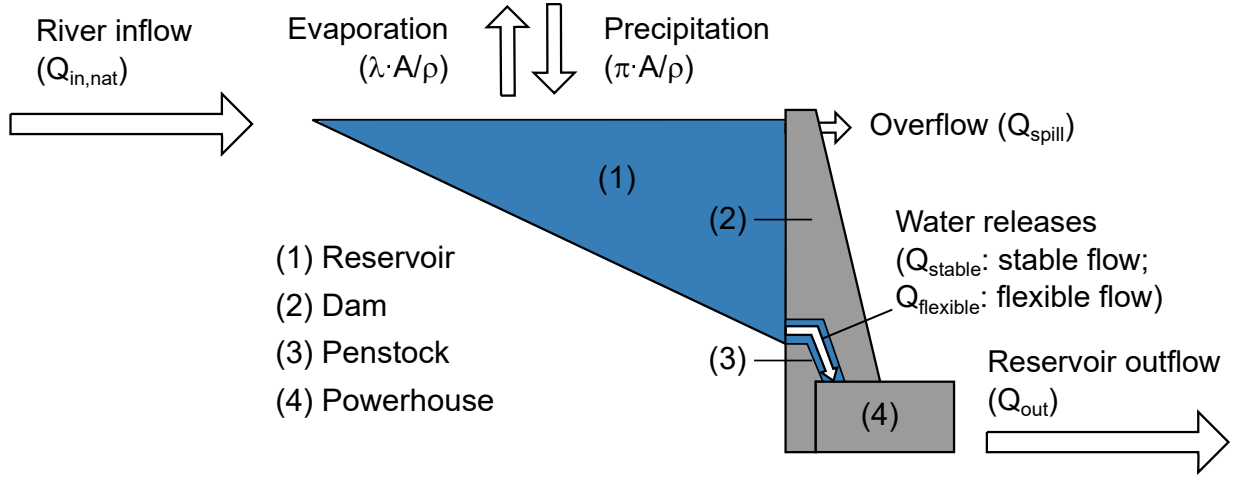 River inflow
(Q_in,nat)
Evaporation
(λ·A/ρ)
Precipitation
(π·A/ρ)
Overflow (Q_spill)
(1)
(2)
Water releases
(Q_stable: stable flow;
Q_flexible: flexible flow)
(1) Reservoir
(2) Dam
(3) Penstock
(4) Powerhouse
(3)
(4)
Reservoir outflow
(Q_out)